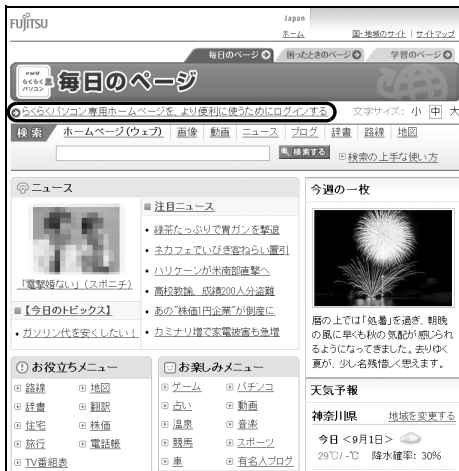 FUJITSU
Japan
ホーム
国・地域のサイト | サイトマップ
毎日のページ
困ったときのページ
学習のページ
FMV
らくらく
パソコン
毎日のページ
らくらくパソコン専用ホームページを、より便利に使うためにログインする
文字サイズ: 小 中 大
検索 ホームページ(ウェブ) 画像 動画 ニュース ブログ 辞書 路線 地図
検索する
検索の上手な使い方
ニュース
「電撃婚ない」(スポニチ)
【今日のトピックス】
・ガソリン代を安くしたい!
注目ニュース
・緑茶たっぷりで胃ガンを撃退
・ネカフェでいびき客ねらい置引
・ハリケーンが米南部直撃へ
・高校教諭、成績200人分盗難
・あの"株価1円企業"が倒産に
・カミナリ増で家電被害も急増
今週の一枚
暦の上では「処暑」を過ぎ、朝晩
の風に早くも秋の気配が感じられ
るようになってきました。去りゆく
夏が、少し名残惜しく思えます。
お役立ちメニュー
路線 地図
辞書 翻訳
住宅 株価
旅行 電話帳
TV番組表
お楽しみメニュー
ゲーム パチンコ
占い 動画
温泉 音楽
競馬 スポーツ
車 有名人ブログ
天気予報
神奈川県 地域を変更する
今日 <9月1日>
29℃/-℃ 降水確率: 30%